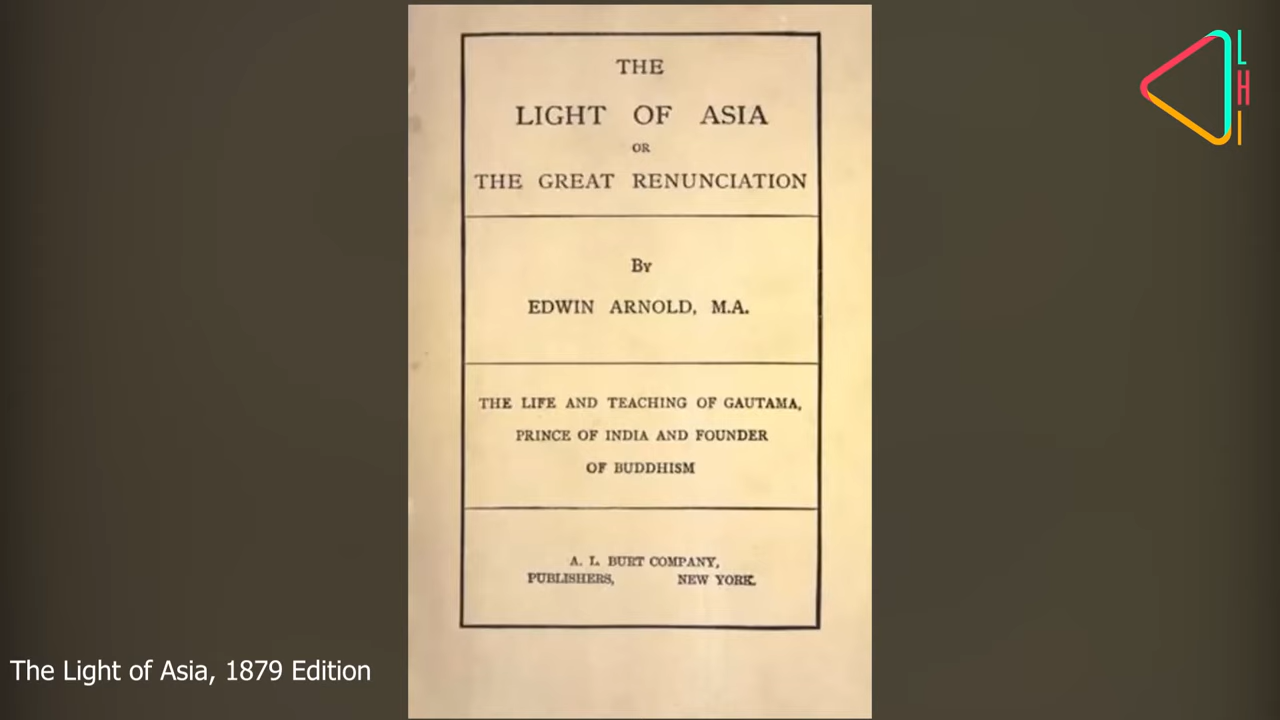 THE
LIGHT OF ASIA
OR
THE GREAT RENUNCIATION
By
EDWIN ARNOLD, M.A.
THE LIFE AND TEACHING OF GAUTAMA,
PRINCE OF INDIA AND FOUNDER
OF BUDDHISM
A. L. BURT COMPANY,
PUBLISHERS, NEW YORK.
The Light of Asia, 1879 Edition
LHI